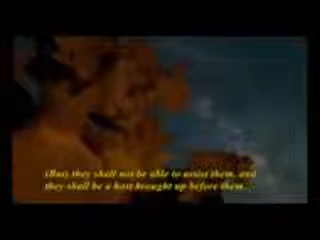 (But) they shall not be able to assist them, and
they shall be a host brought up before them...